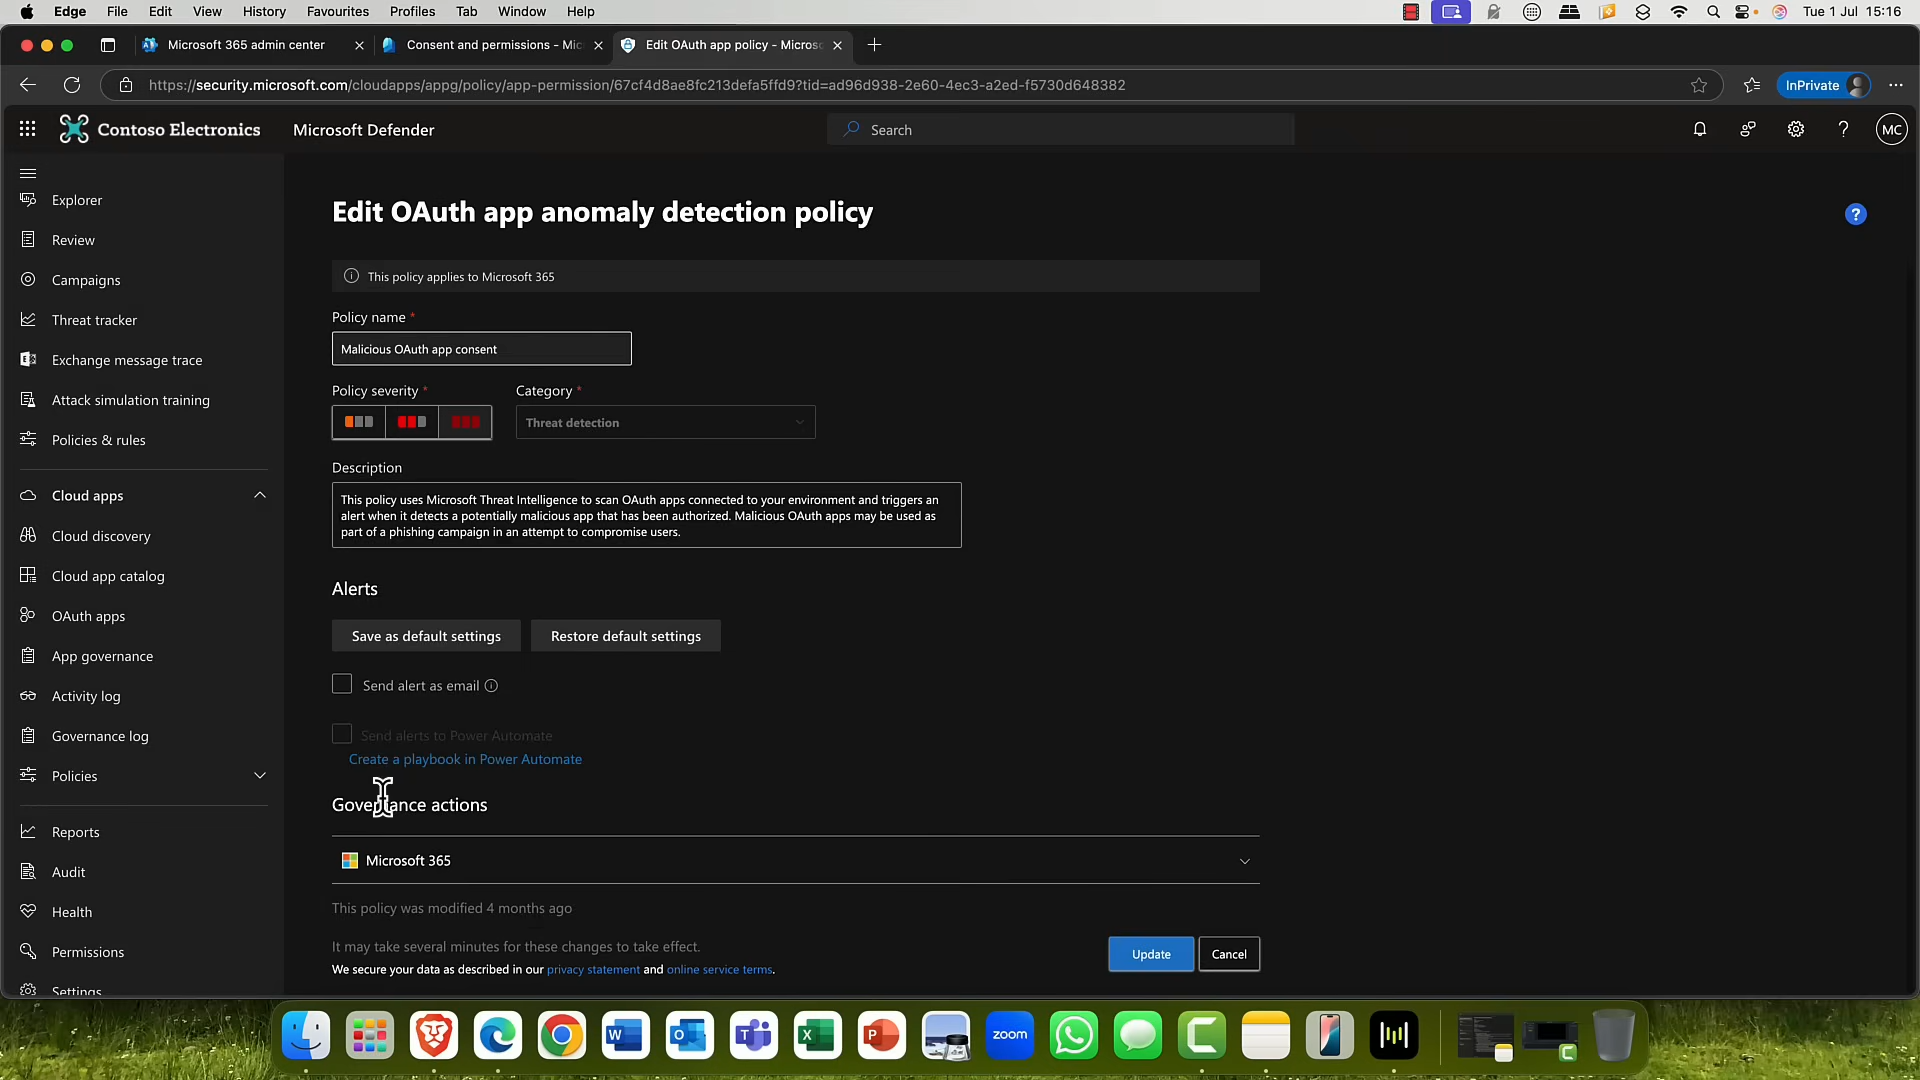 Edge File Edit View History Favourites Profiles Tab Window Help Tue 1 Jul 15:16
Microsoft 365 admin center Consent and permissions - Mic Edit OAuth app policy - Microso
https://security.microsoft.com/cloudapps/appg/policy/app-permission/67cf4d8ae8fc213defa5ffd9?tid=ad96d938-2e60-4ec3-a2ed-f5730d648382 InPrivate
Contoso Electronics Microsoft Defender Search ? MC
Explorer
Review
Campaigns
Threat tracker
Exchange message trace
Attack simulation training
Policies & rules
Cloud apps
Cloud discovery
Cloud app catalog
OAuth apps
App governance
Activity log
Governance log
Policies
Reports
Audit
Health
Permissions
Settings
Edit OAuth app anomaly detection policy
?
This policy applies to Microsoft 365
Policy name *
Malicious OAuth app consent
Policy severity * Category *
Threat detection
Description
This policy uses Microsoft Threat Intelligence to scan OAuth apps connected to your environment and triggers an
alert when it detects a potentially malicious app that has been authorized. Malicious OAuth apps may be used as
part of a phishing campaign in an attempt to compromise users.
Alerts
Save as default settings Restore default settings
Send alert as email
Send alerts to Power Automate
Create a playbook in Power Automate
Governance actions
Microsoft 365
This policy was modified 4 months ago
It may take several minutes for these changes to take effect.
We secure your data as described in our privacy statement and online service terms.
Update Cancel
zoom